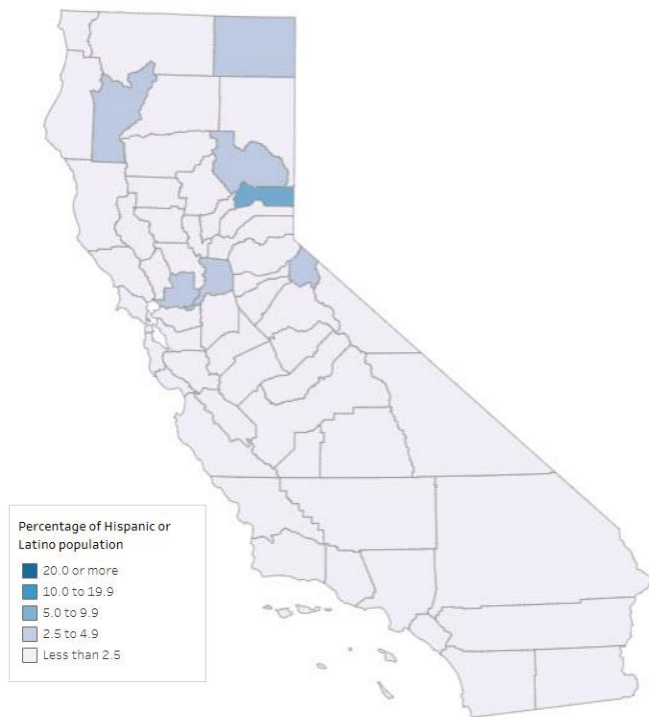 Percentage of Hispanic or
Latino population
20.0 or more
10.0 to 19.9
5.0 to 9.9
2.5 to 4.9
Less than 2.5